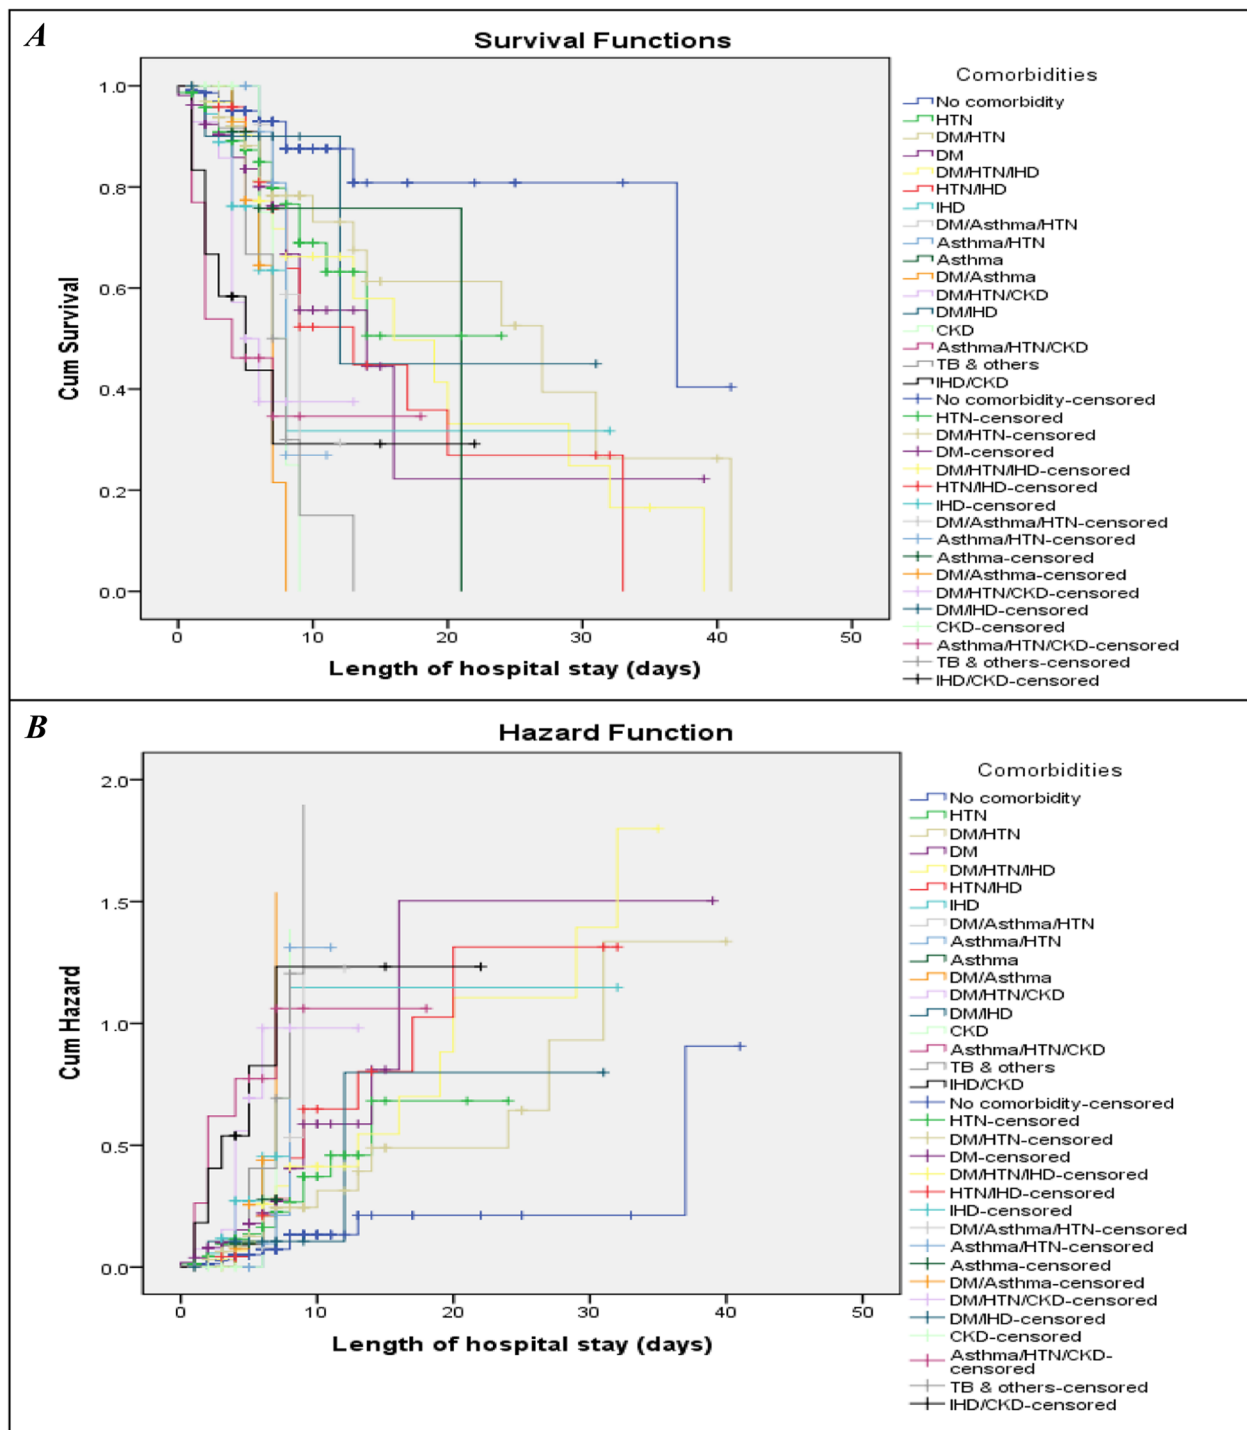 A
Survival Functions
Comorbidities
No comorbidity
HTN
DM/HTN
DM
DM/HTN/IHD
HTN/IHD
IHD
DM/Asthma/HTN
Asthma/HTN
Asthma
DM/Asthma
DM/HTN/CKD
DM/IHD
CKD
Asthma/HTN/CKD
TB & others
IHD/CKD
No comorbidity-censored
HTN-censored
DM/HTN-censored
DM-censored
DM/HTN/IHD-censored
HTN/IHD-censored
IHD-censored
DM/Asthma/HTN-censored
Asthma/HTN-censored
Asthma-censored
DM/Asthma-censored
DM/HTN/CKD-censored
DM/IHD-censored
CKD-censored
Asthma/HTN/CKD-censored
TB & others-censored
IHD/CKD-censored
Cum Survival
1.0
0.8
0.6
0.4
0.2
0.0
0 10 20 30 40 50
Length of hospital stay (days)
B
Hazard Function
Comorbidities
No comorbidity
HTN
DM/HTN
DM
DM/HTN/IHD
HTN/IHD
IHD
DM/Asthma/HTN
Asthma/HTN
Asthma
DM/Asthma
DM/HTN/CKD
DM/IHD
CKD
Asthma/HTN/CKD
TB & others
IHD/CKD
No comorbidity-censored
HTN-censored
DM/HTN-censored
DM-censored
DM/HTN/IHD-censored
HTN/IHD-censored
IHD-censored
DM/Asthma/HTN-censored
Asthma/HTN-censored
Asthma-censored
DM/Asthma-censored
DM/HTN/CKD-censored
DM/IHD-censored
CKD-censored
Asthma/HTN/CKD-
censored
TB & others-censored
IHD/CKD-censored
Cum Hazard
2.0
1.5
1.0
0.5
0.0
0 10 20 30 40 50
Length of hospital stay (days)